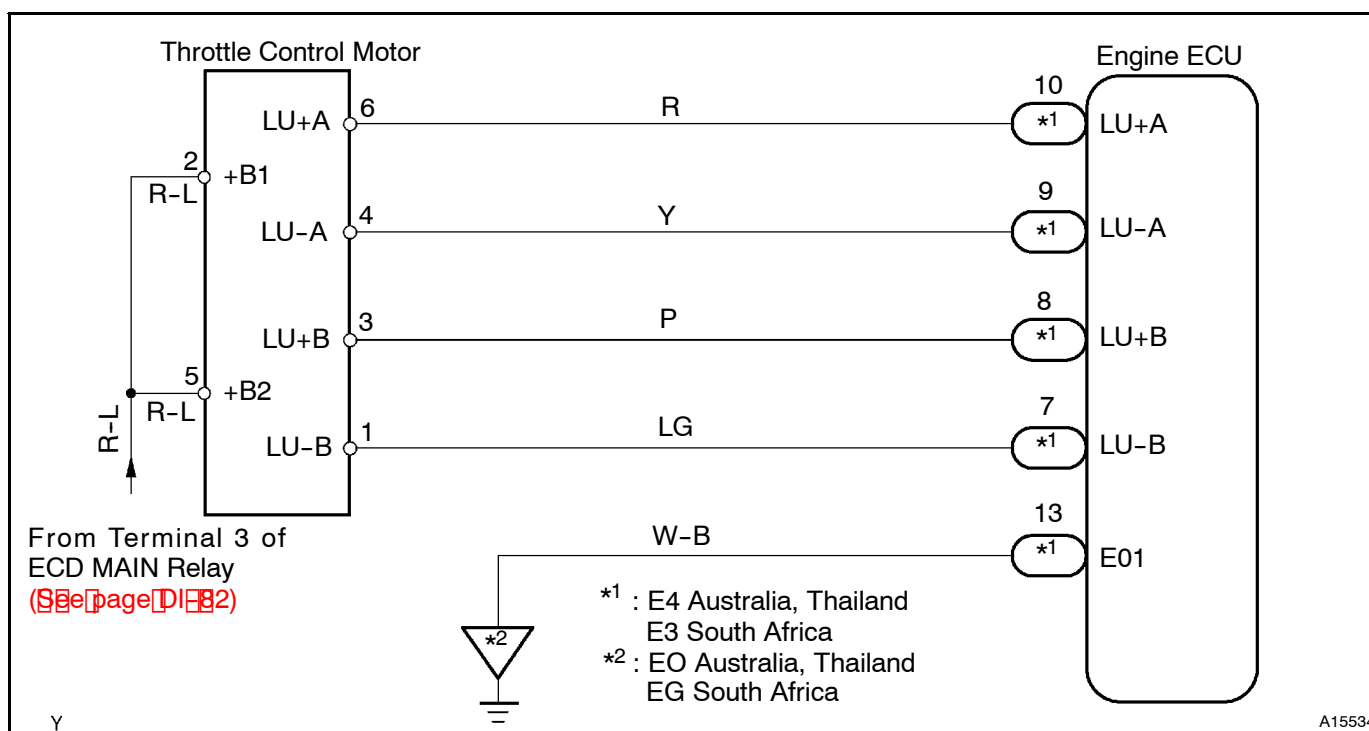 Throttle Control Motor
Engine ECU
LU+A 6 R 10 *1 LU+A
2 R-L +B1
LU-A 4 Y 9 *1 LU-A
LU+B 3 P 8 *1 LU+B
5 R-L +B2
R-L
LU-B 1 LG 7 *1 LU-B
W-B 13 *1 E01
From Terminal 3 of
ECD MAIN Relay
page
*2
*1 : E4 Australia, Thailand
E3 South Africa
*2 : EO Australia, Thailand
EG South Africa
Y
A15534